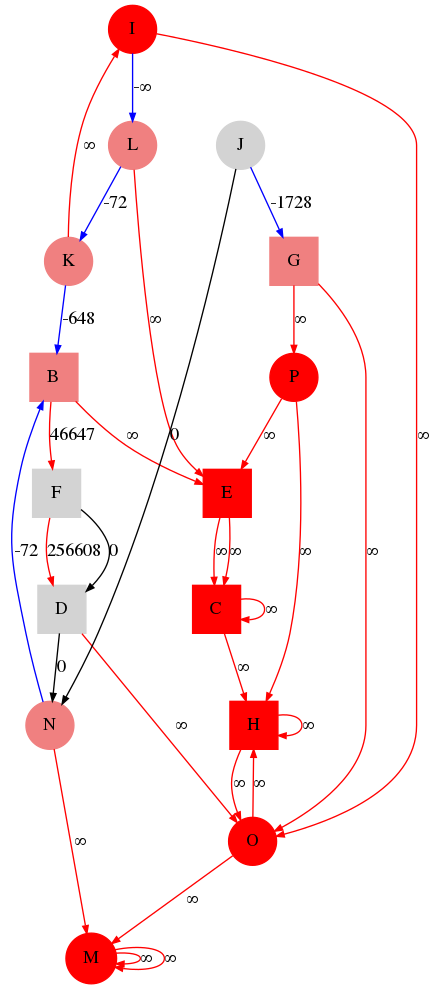 I
-∞
L
J
∞
-72
-1728
K
G
-648
∞
∞
B
P
46647
∞
0
∞
∞
∞
∞
F
E
-72
256608
0
∞
∞
D
C
∞
0
∞
∞
N
H
∞
∞
∞
∞
O
∞
M
∞
∞